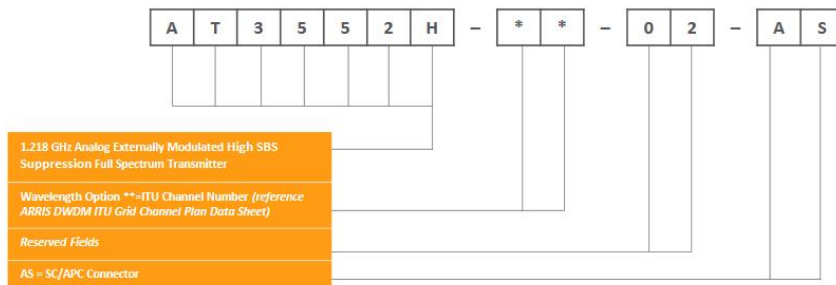 A T 3 5 5 2 H – * * – 0 2 – A S
1.218 GHz Analog Externally Modulated High SBS
Suppression Full Spectrum Transmitter
Wavelength Option **=ITU Channel Number (reference
ARRIS DWDM ITU Grid Channel Plan Data Sheet)
Reserved Fields
AS = SC/APC Connector